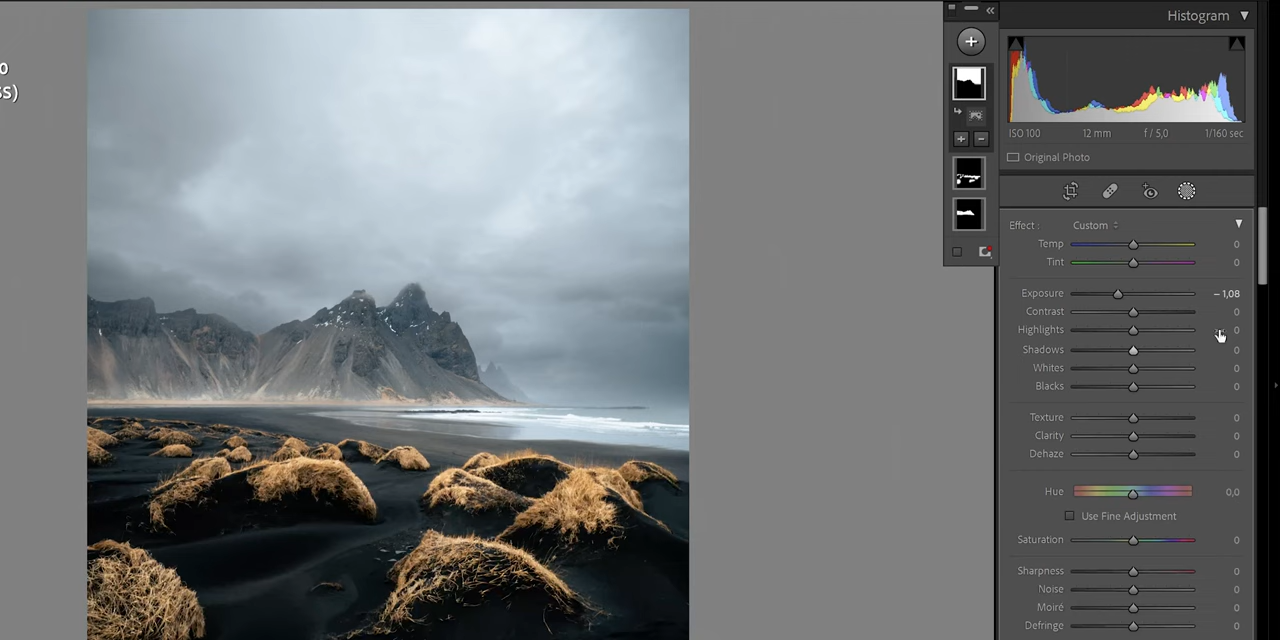 o
SS)
Histogram
ISO 100 12 mm f / 5,0 1/160 sec
Original Photo
Effect : Custom
Temp 0
Tint 0
Exposure – 1,08
Contrast 0
Highlights 0
Shadows 0
Whites 0
Blacks 0
Texture 0
Clarity 0
Dehaze 0
Hue 0,0
Use Fine Adjustment
Saturation 0
Sharpness 0
Noise 0
Moiré 0
Defringe 0